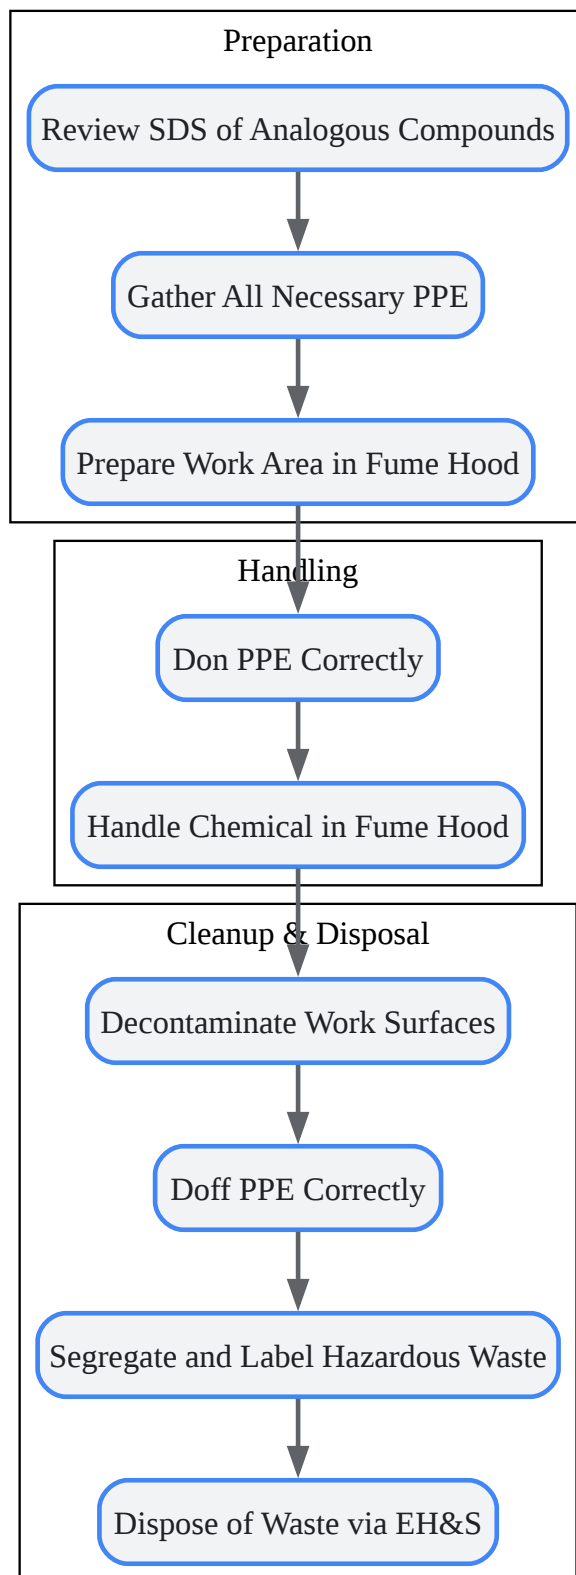 Preparation
Review SDS of Analogous Compounds
Gather All Necessary PPE
Prepare Work Area in Fume Hood
Handling
Don PPE Correctly
Handle Chemical in Fume Hood
Cleanup & Disposal
Decontaminate Work Surfaces
Doff PPE Correctly
Segregate and Label Hazardous Waste
Dispose of Waste via EH&S